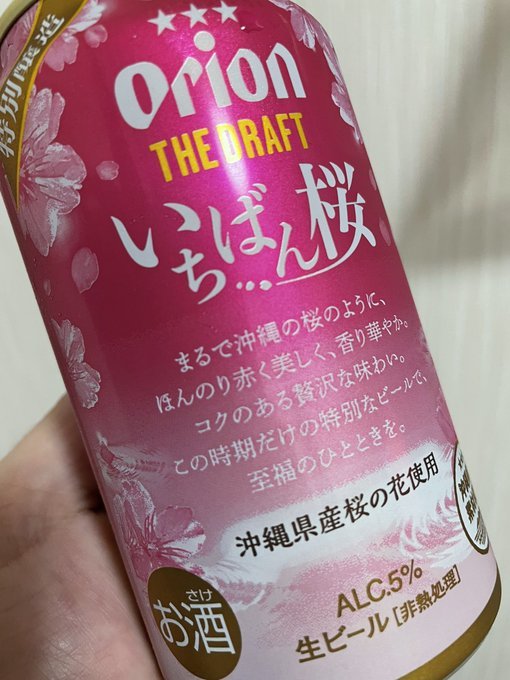 特別醸造
orion
THE DRAFT
いちばん桜
まるで沖縄の桜のように、
ほんのり赤く美しく、香り華やか。
コクのある贅沢な味わい。
この時期だけの特別なビールで、
至福のひとときを。
沖縄県産桜の花使用
さけ
お酒
ALC.5%
生ビール [非熱処理]